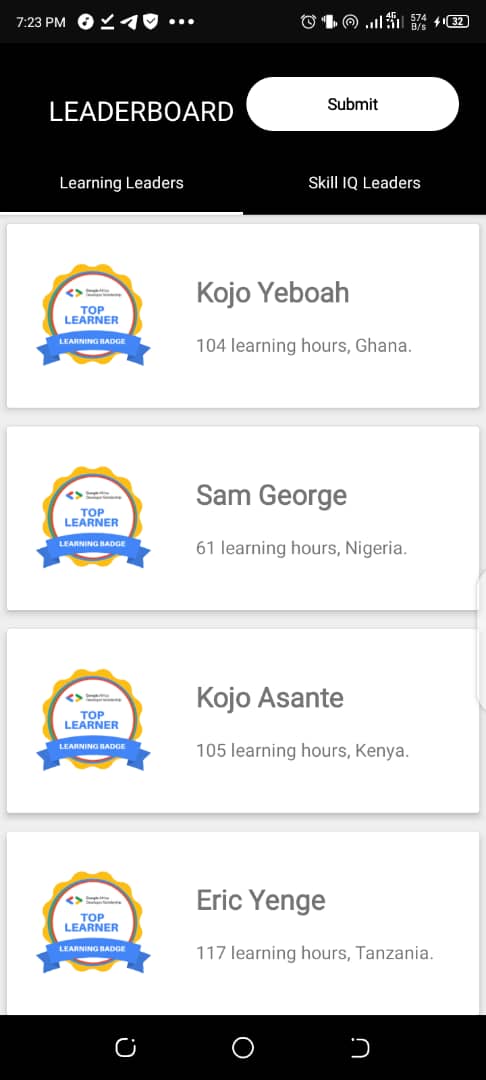 7:23 PM
4G
574
B/s
32
LEADERBOARD
Submit
Learning Leaders
Skill IQ Leaders
Google Africa
Developer Scholarship
TOP
LEARNER
LEARNING BADGE
Kojo Yeboah
104 learning hours, Ghana.
Google Africa
Developer Scholarship
TOP
LEARNER
LEARNING BADGE
Sam George
61 learning hours, Nigeria.
Google Africa
Developer Scholarship
TOP
LEARNER
LEARNING BADGE
Kojo Asante
105 learning hours, Kenya.
Google Africa
Developer Scholarship
TOP
LEARNER
LEARNING BADGE
Eric Yenge
117 learning hours, Tanzania.